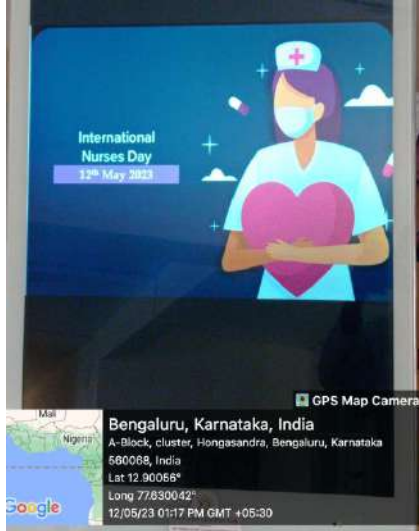 International
Nurses Day
12th May 2023
GPS Map Camera
Mali
Nigeria
Google
Bengaluru, Karnataka, India
A-Block, cluster, Hongasandra, Bengaluru, Karnataka
560068, India
Lat 12.90056°
Long 77.630042°
12/05/23 01:17 PM GMT +05:30